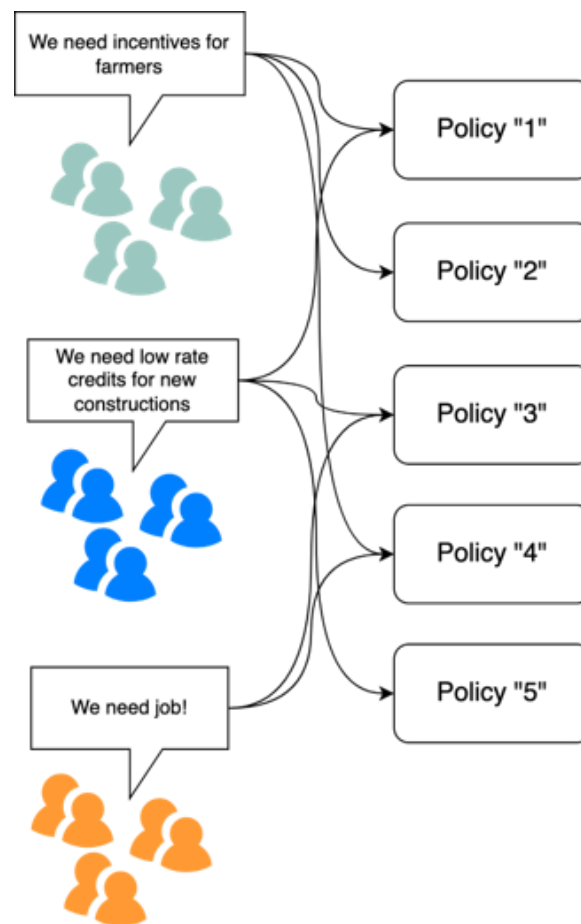 We need incentives for
farmers
Policy "1"
Policy "2"
We need low rate
credits for new
constructions
Policy "3"
Policy "4"
We need job!
Policy "5"